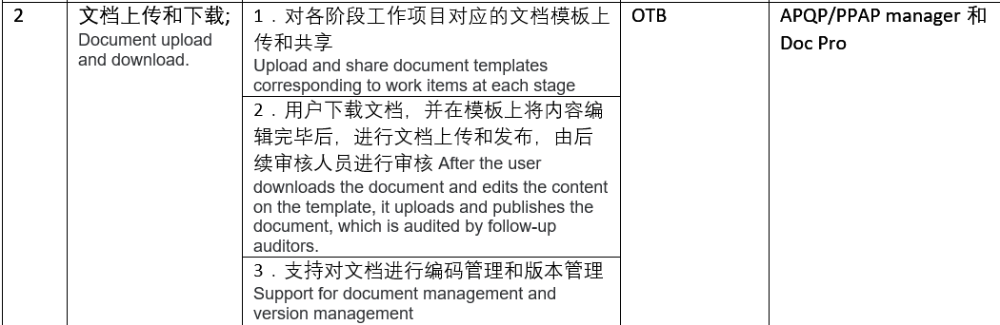 2
文档上传和下载;
Document upload
and download.
1．对各阶段工作项目对应的文档模板上
传和共享
Upload and share document templates
corresponding to work items at each stage
2．用户下载文档，并在模板上将内容编
辑完毕后，进行文档上传和发布，由后
续审核人员进行审核 After the user
downloads the document and edits the content
on the template, it uploads and publishes the
document, which is audited by follow-up
auditors.
3．支持对文档进行编码管理和版本管理
Support for document management and
version management
OTB
APQP/PPAP manager 和
Doc Pro